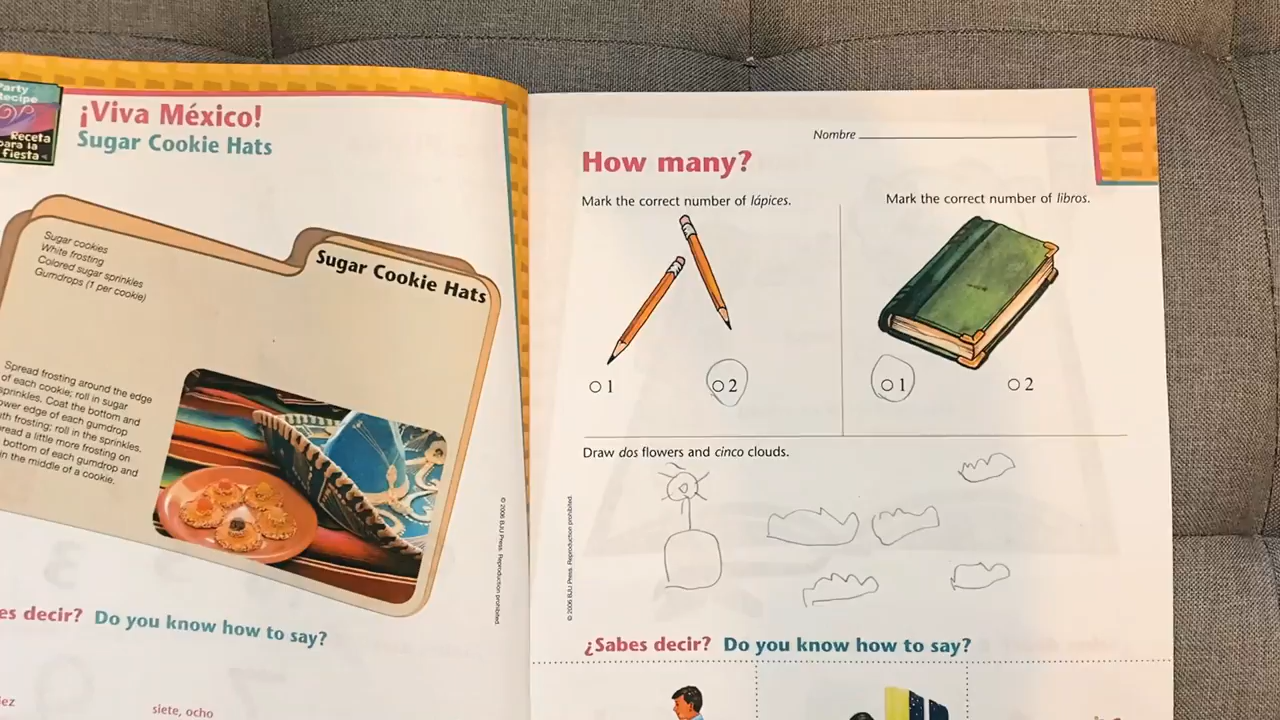 Party
Recipe
Receta
para la
fiesta
¡Viva México!
Sugar Cookie Hats
Sugar cookies
White frosting
Colored sugar sprinkles
Gumdrops (1 per cookie)
Sugar Cookie Hats
Spread frosting around the edge
of each cookie; roll in sugar
sprinkles. Coat the bottom and
edge of each gumdrop
frosting; roll in the sprinkles.
a little more frosting on
bottom of each gumdrop and
in the middle of a cookie.
© 2006 BJU Press. Reproduction prohibited.
decir? Do you know how to say?
siete, ocho
Nombre
How many?
Mark the correct number of lápices.
1
2
Mark the correct number of libros.
1
2
Draw dos flowers and cinco clouds.
© 2006 BJU Press. Reproduction prohibited.
¿Sabes decir? Do you know how to say?